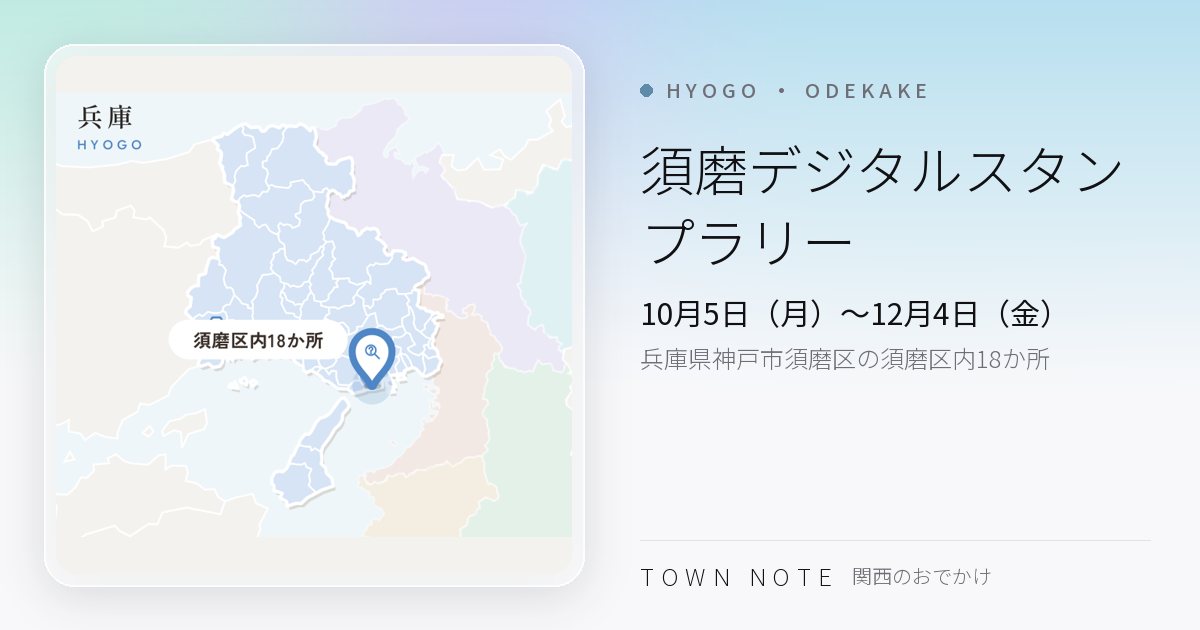 兵庫
HYOGO
須磨区内18か所
HYOGO • ODEKAKE
須磨デジタルスタン
プラリー
10月5日（月）〜12月4日（金）
兵庫県神戸市須磨区の須磨区内18か所
TOWN NOTE 関西のおでかけ